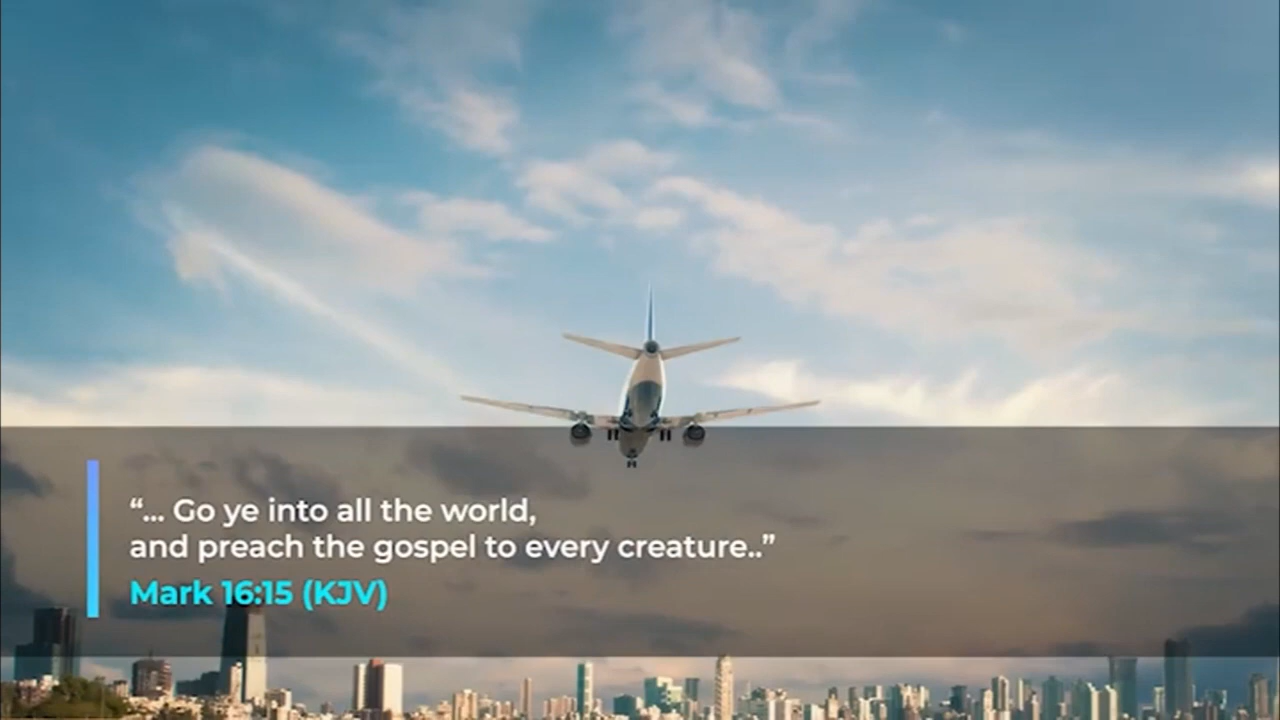 “... Go ye into all the world,
and preach the gospel to every creature..”
Mark 16:15 (KJV)